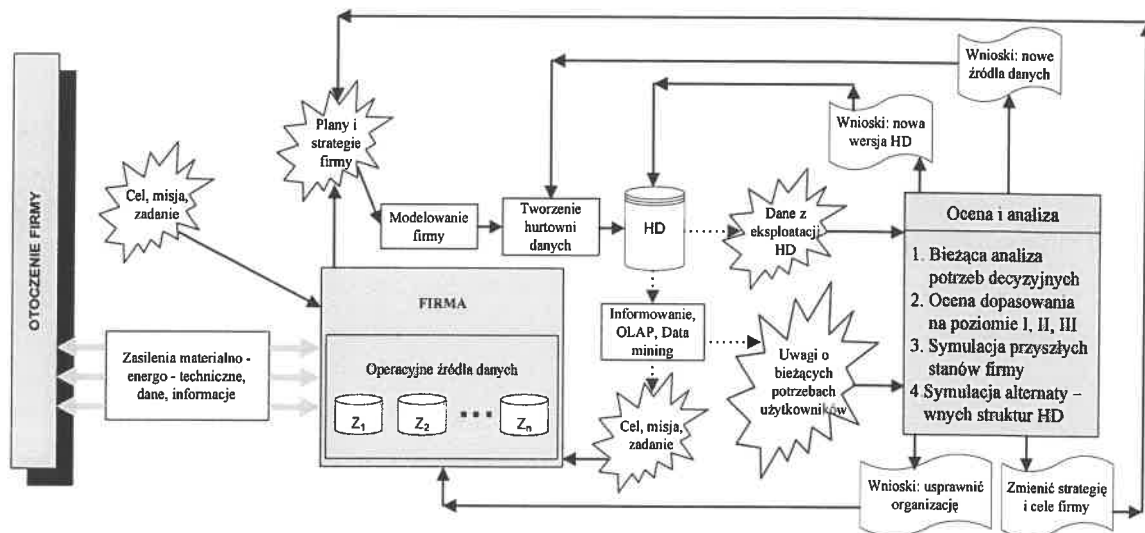 Wnioski: nowe
źródła danych
Plany i
strategie
firmy
Wnioski: nowa
wersja HD
Cel, misja,
zadanie
OTOCZENIE FIRMY
Modelowanie
firmy
Tworzenie
hurtowni
danych
HD
Dane z
eksploatacji
HD
Ocena i analiza
1. Bieżąca analiza
potrzeb decyzyjnych
2. Ocena dopasowania
na poziomie I, II, III
3. Symulacja przyszłych
stanów firmy
4. Symulacja alternaty –
wnych struktur HD
FIRMA
Operacyjne źródła danych
Z1 Z2 ... Zn
Zasilenia materialno -
energo - techniczne,
dane, informacje
Informowanie,
OLAP, Data
mining
Uwagi o
bieżących
potrzebach
użytkowników
Cel, misja,
zadanie
Wnioski: usprawnić
organizację
Zmienić strategię
i cele firmy